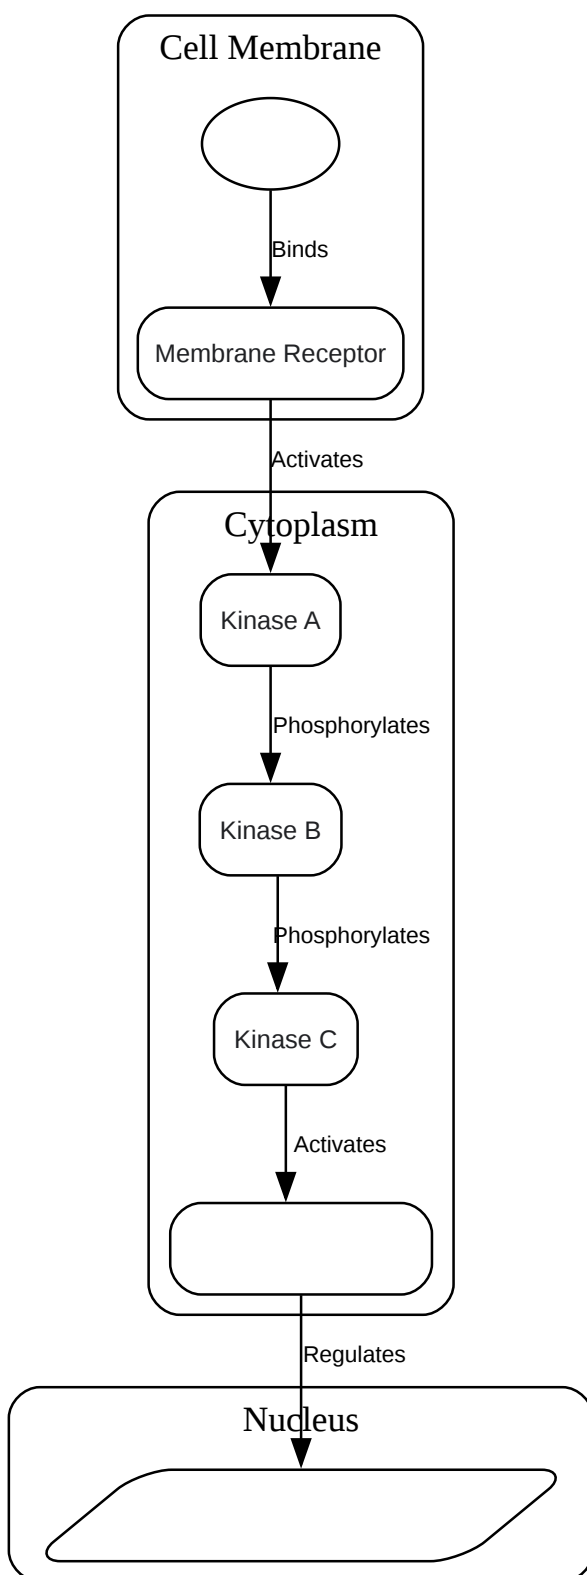 Cell Membrane
Binds
Membrane Receptor
Activates
Cytoplasm
Kinase A
Phosphorylates
Kinase B
Phosphorylates
Kinase C
Activates
Regulates
Nucleus